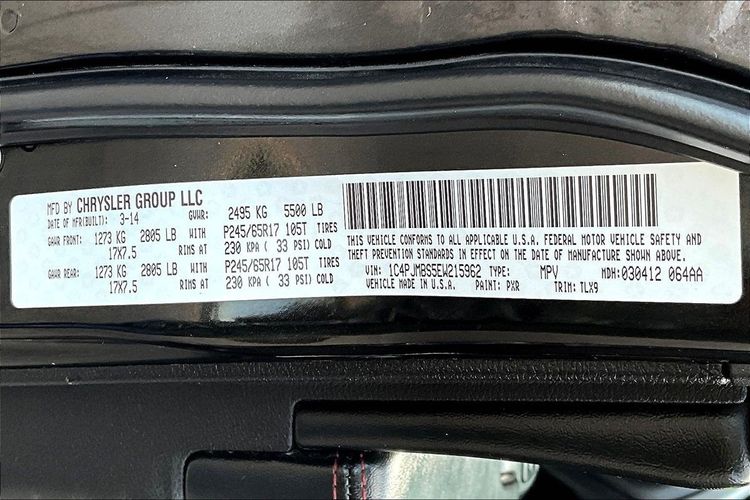 MFD BY CHRYSLER GROUP LLC
DATE OF MFR(BUILT): 3-14 GVWR: 2495 KG 5500 LB
GAWR FRONT: 1273 KG 2805 LB WITH P245/65R17 105T TIRES
17X7.5 RIMS AT 230 KPA ( 33 PSI) COLD
GAWR REAR: 1273 KG 2805 LB WITH P245/65R17 105T TIRES
17X7.5 RIMS AT 230 KPA ( 33 PSI) COLD
THIS VEHICLE CONFORMS TO ALL APPLICABLE U.S.A. FEDERAL MOTOR VEHICLE SAFETY AND
THEFT PREVENTION STANDARDS IN EFFECT ON THE DATE OF MANUFACTURE SHOWN ABOVE.
VIN: 1C4PJMBS5EW215962 TYPE: MPV MDH: 030412 064AA
VEHICLE MADE IN U.S.A. PAINT: PXR TRIM: TLX9